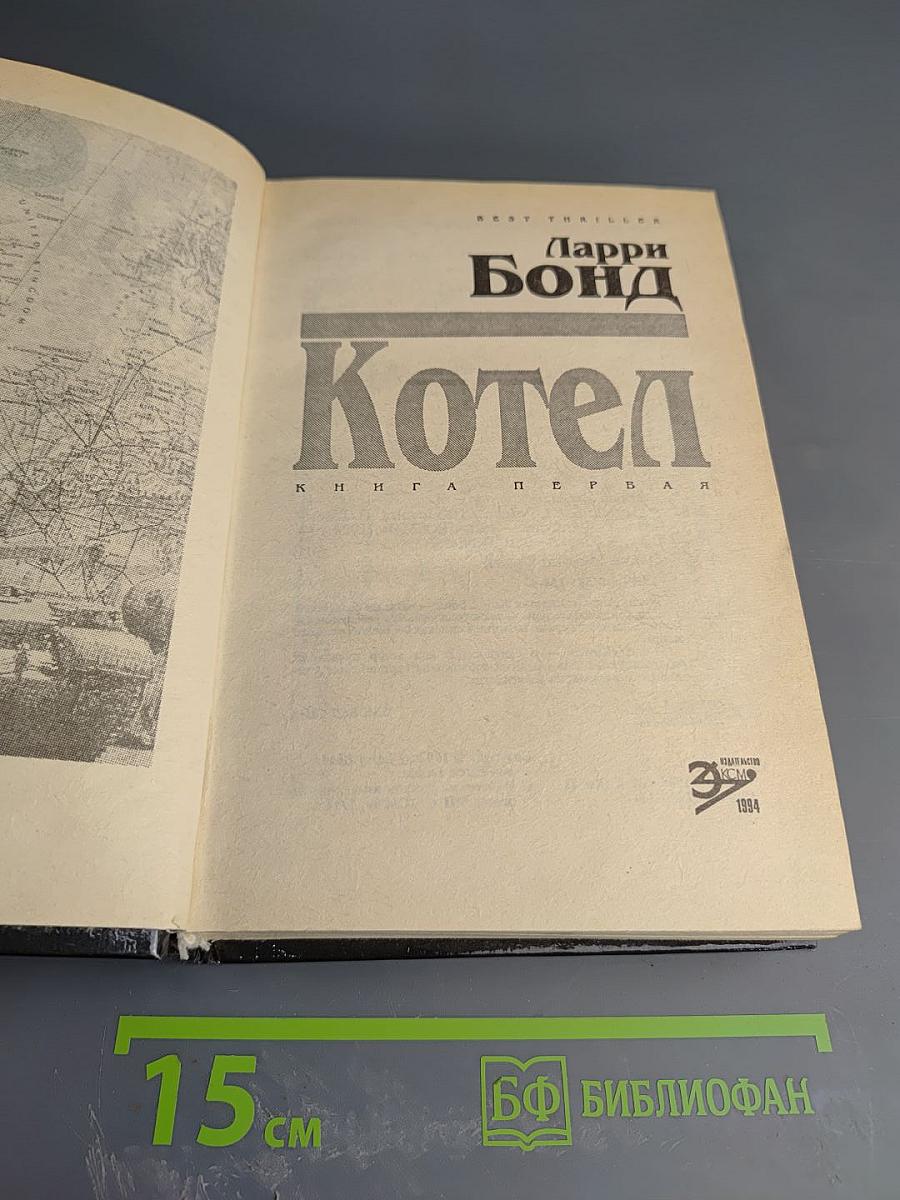 BEST THRILLER
Ларри
БОНД
Котел
КНИГА ПЕРВАЯ
ИЗДАТЕЛЬСТВО
ЭКСМО
1994
15 см
БФ БИБЛИОФАН